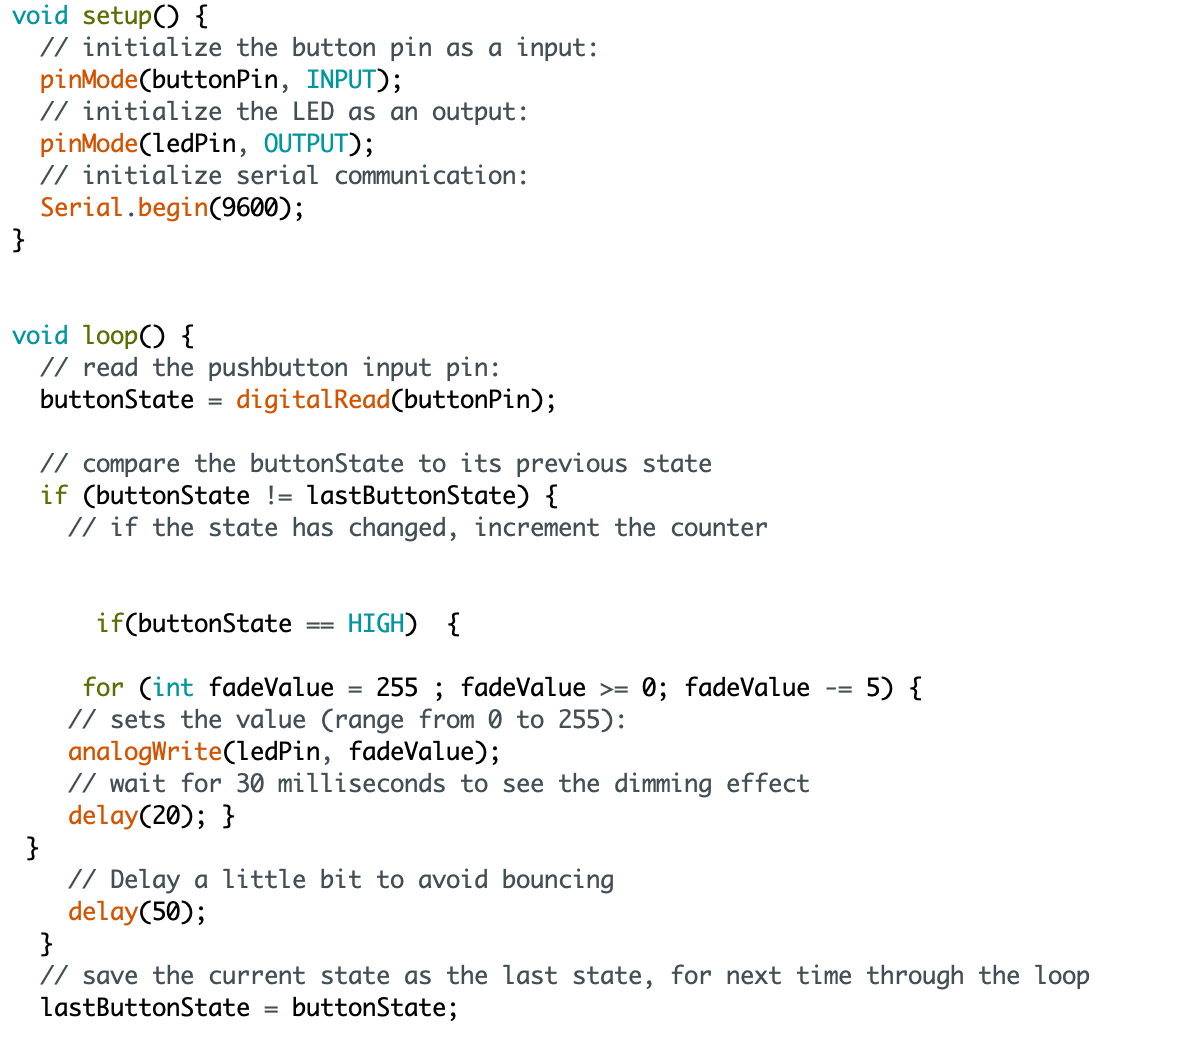 void setup() {
  // initialize the button pin as a input:
  pinMode(buttonPin, INPUT);
  // initialize the LED as an output:
  pinMode(ledPin, OUTPUT);
  // initialize serial communication:
  Serial.begin(9600);
}
void loop() {
  // read the pushbutton input pin:
  buttonState = digitalRead(buttonPin);
  // compare the buttonState to its previous state
  if (buttonState != lastButtonState) {
    // if the state has changed, increment the counter
      if(buttonState == HIGH)  {
     for (int fadeValue = 255 ; fadeValue >= 0; fadeValue -= 5) {
    // sets the value (range from 0 to 255):
    analogWrite(ledPin, fadeValue);
    // wait for 30 milliseconds to see the dimming effect
    delay(20); }
 }
    // Delay a little bit to avoid bouncing
    delay(50);
  }
  // save the current state as the last state, for next time through the loop
  lastButtonState = buttonState;